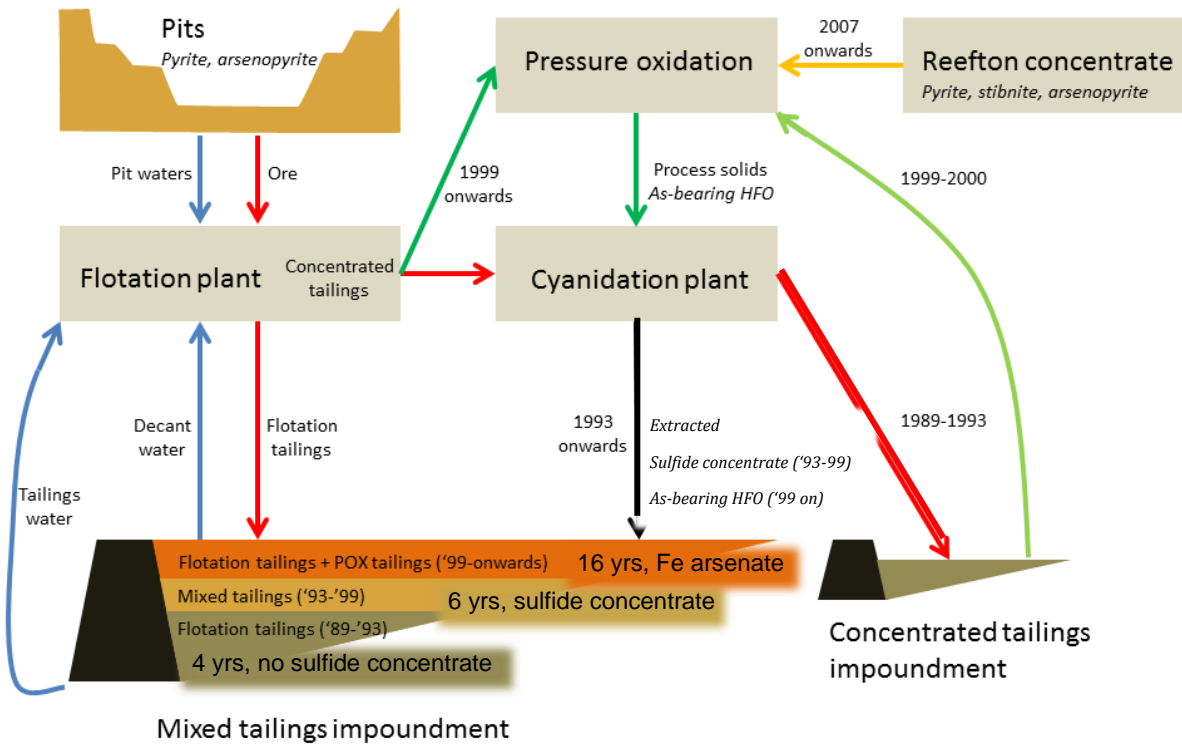 Pits
Pyrite, arsenopyrite
Pressure oxidation
2007
onwards
Reefton concentrate
Pyrite, stibnite, arsenopyrite
Pit waters
Ore
1999
onwards
Process solids
As-bearing HFO
1999-2000
Flotation plant
Concentrated
tailings
Cyanidation plant
Decant
water
Flotation
tailings
1993
onwards
Extracted
Sulfide concentrate (‘93-99)
As-bearing HFO (‘99 on)
1989-1993
Tailings
water
Flotation tailings + POX tailings (‘99-onwards)
16 yrs, Fe arsenate
Mixed tailings (‘93-’99)
6 yrs, sulfide concentrate
Flotation tailings (‘89-’93)
4 yrs, no sulfide concentrate
Concentrated tailings
impoundment
Mixed tailings impoundment